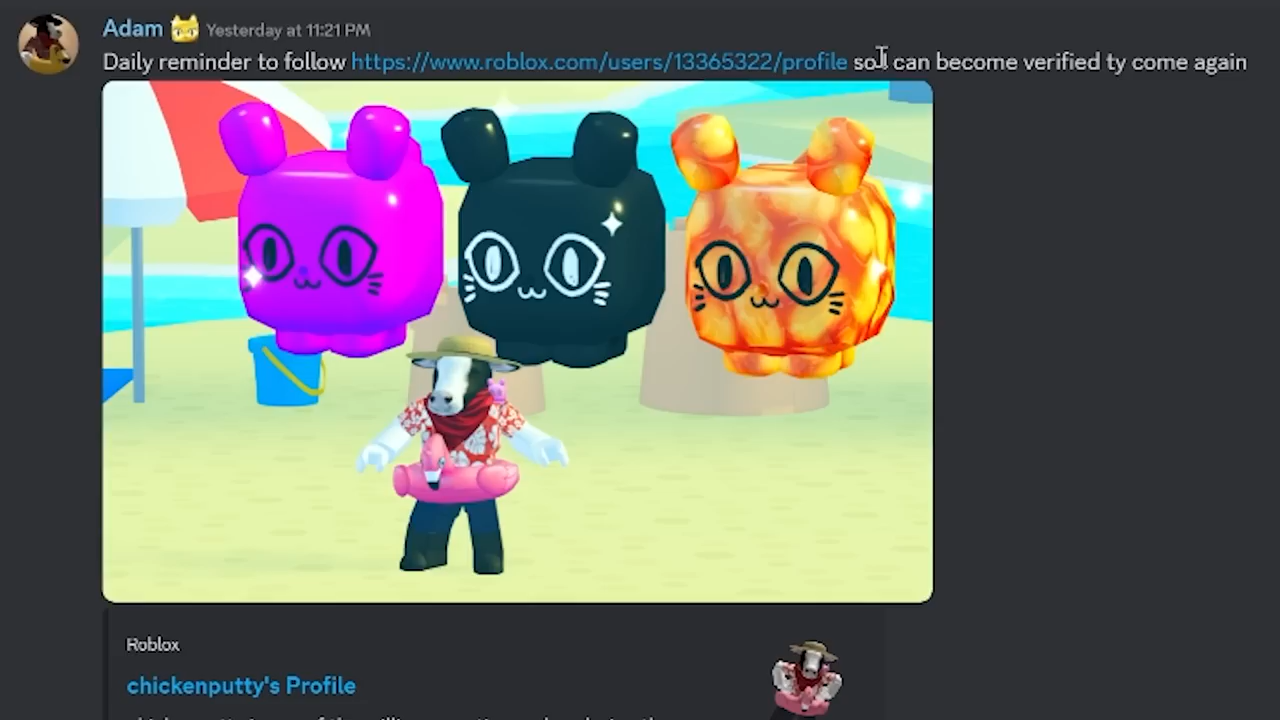 Adam Yesterday at 11:21 PM
Daily reminder to follow https://www.roblox.com/users/13365322/profile so I can become verified ty come again
Roblox
chickenputty's Profile